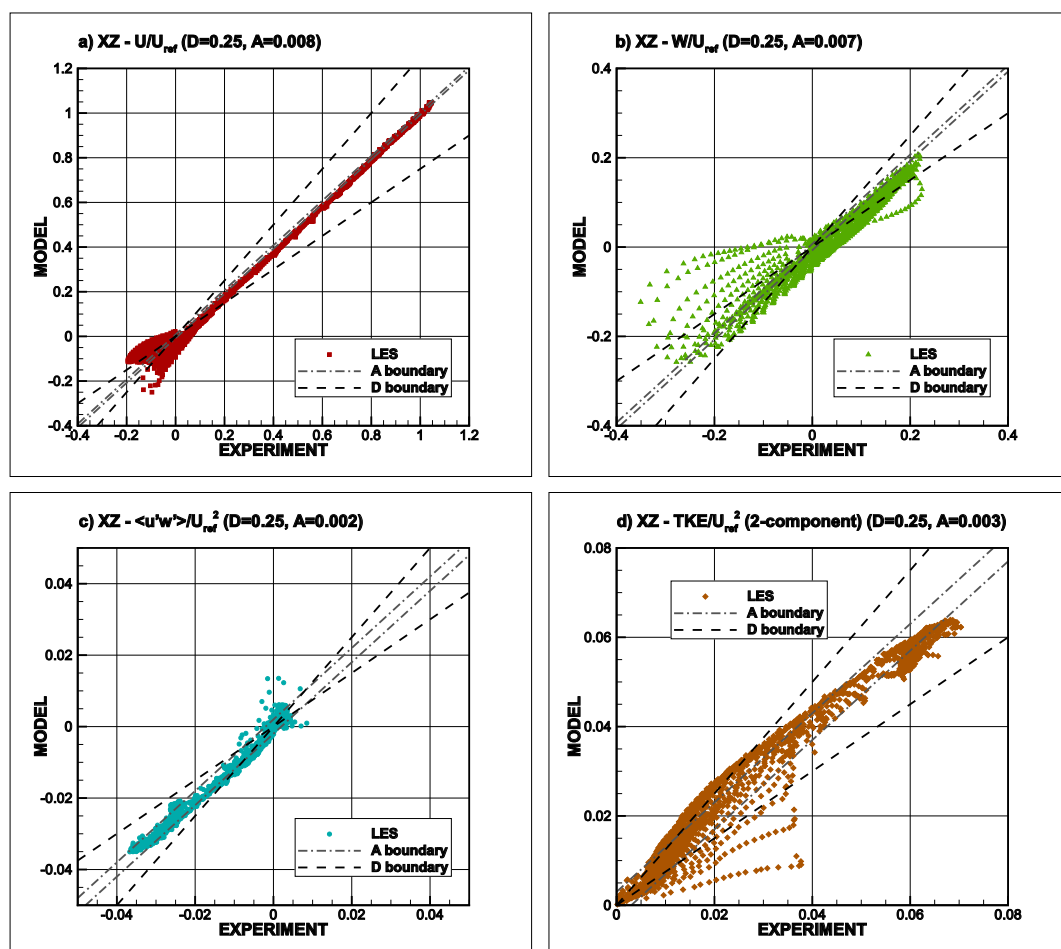 a) XZ - U/Uref (D=0.25, A=0.008)
1.2
1
0.8
0.6
0.4
0.2
0
-0.2
-0.4
MODEL
LES
A boundary
D boundary
-0.4 -0.2 0 0.2 0.4 0.6 0.8 1 1.2
EXPERIMENT
b) XZ - W/Uref (D=0.25, A=0.007)
0.4
0.2
0
-0.2
-0.4
MODEL
LES
A boundary
D boundary
-0.4 -0.2 0 0.2 0.4
EXPERIMENT
c) XZ - <u'w'>/Uref² (D=0.25, A=0.002)
0.04
0.02
0
-0.02
-0.04
MODEL
LES
A boundary
D boundary
-0.04 -0.02 0 0.02 0.04
EXPERIMENT
d) XZ - TKE/Uref² (2-component) (D=0.25, A=0.003)
0.08
0.06
0.04
0.02
0
MODEL
LES
A boundary
D boundary
0 0.02 0.04 0.06 0.08
EXPERIMENT